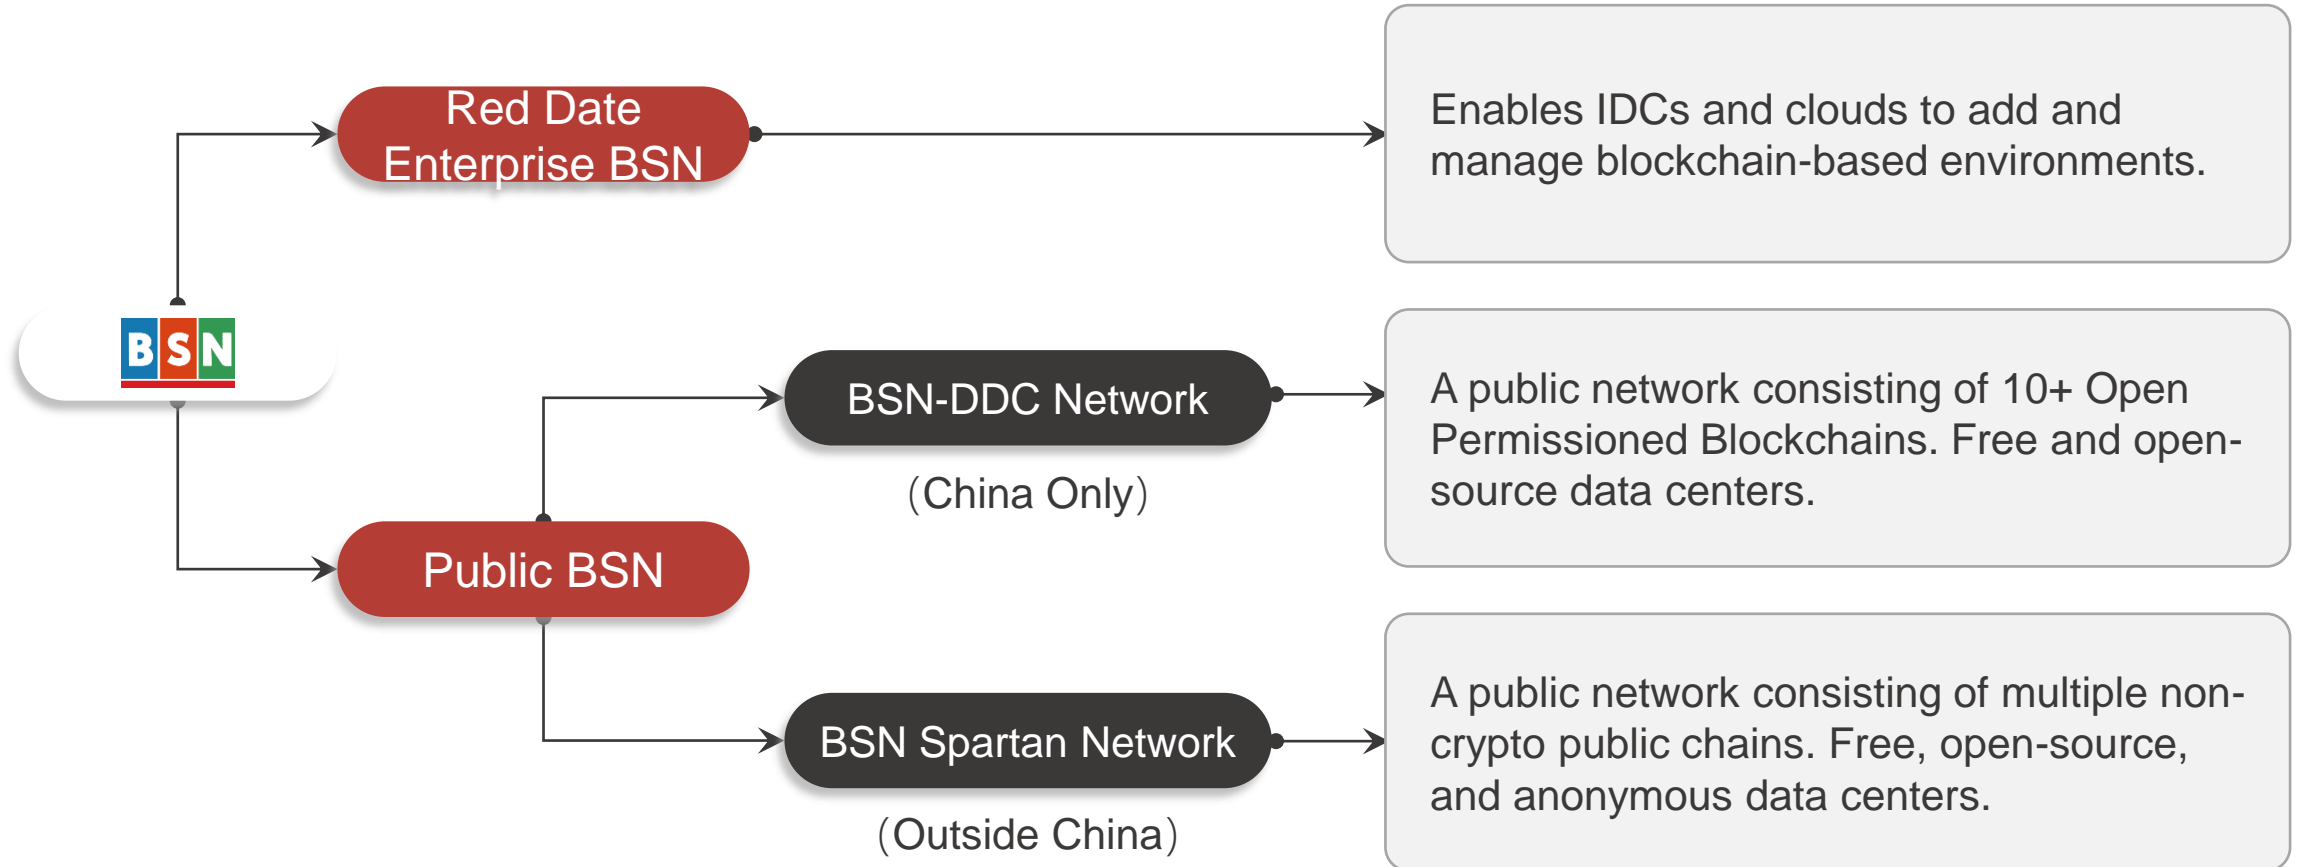 Red Date
Enterprise BSN
Enables IDCs and clouds to add and
manage blockchain-based environments.
BSN
BSN-DDC Network
（China Only）
A public network consisting of 10+ Open
Permissioned Blockchains. Free and open-
source data centers.
Public BSN
BSN Spartan Network
（Outside China）
A public network consisting of multiple non-
crypto public chains. Free, open-source,
and anonymous data centers.